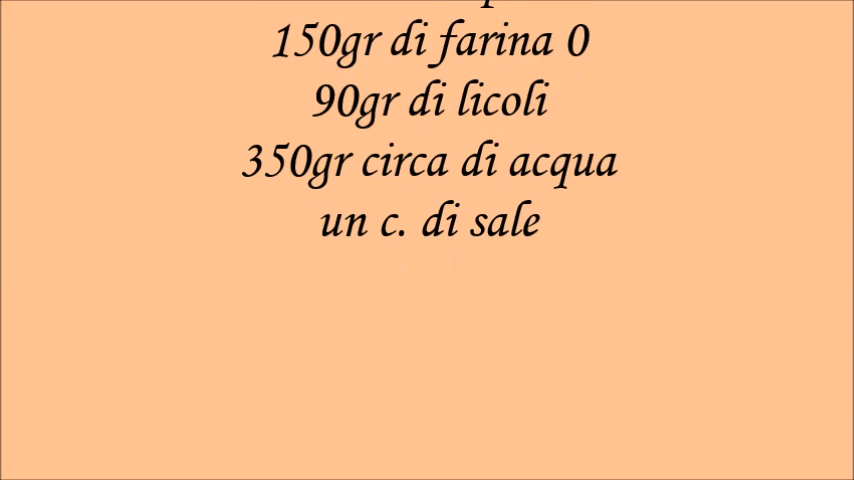 150gr di farina 0
90gr di licoli
350gr circa di acqua
un c. di sale